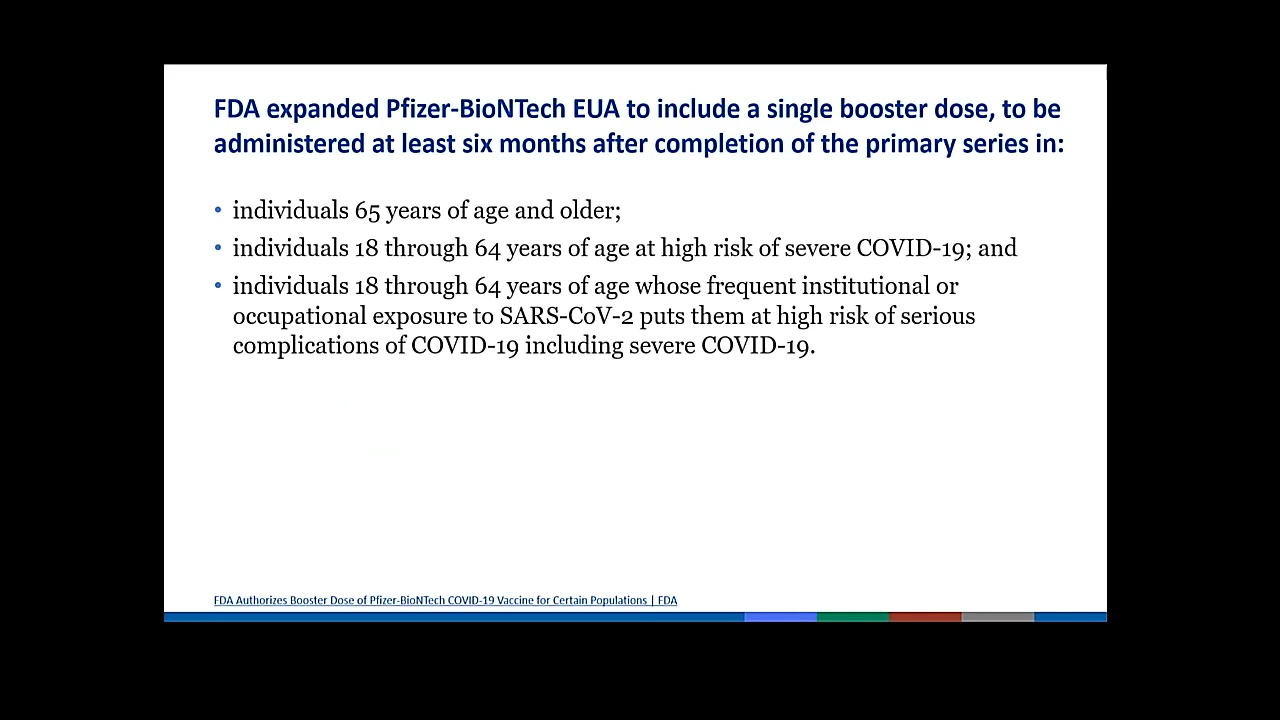 FDA expanded Pfizer-BioNTech EUA to include a single booster dose, to be
administered at least six months after completion of the primary series in:
• individuals 65 years of age and older;
• individuals 18 through 64 years of age at high risk of severe COVID-19; and
• individuals 18 through 64 years of age whose frequent institutional or
occupational exposure to SARS-CoV-2 puts them at high risk of serious
complications of COVID-19 including severe COVID-19.
FDA Authorizes Booster Dose of Pfizer-BioNTech COVID-19 Vaccine for Certain Populations | FDA